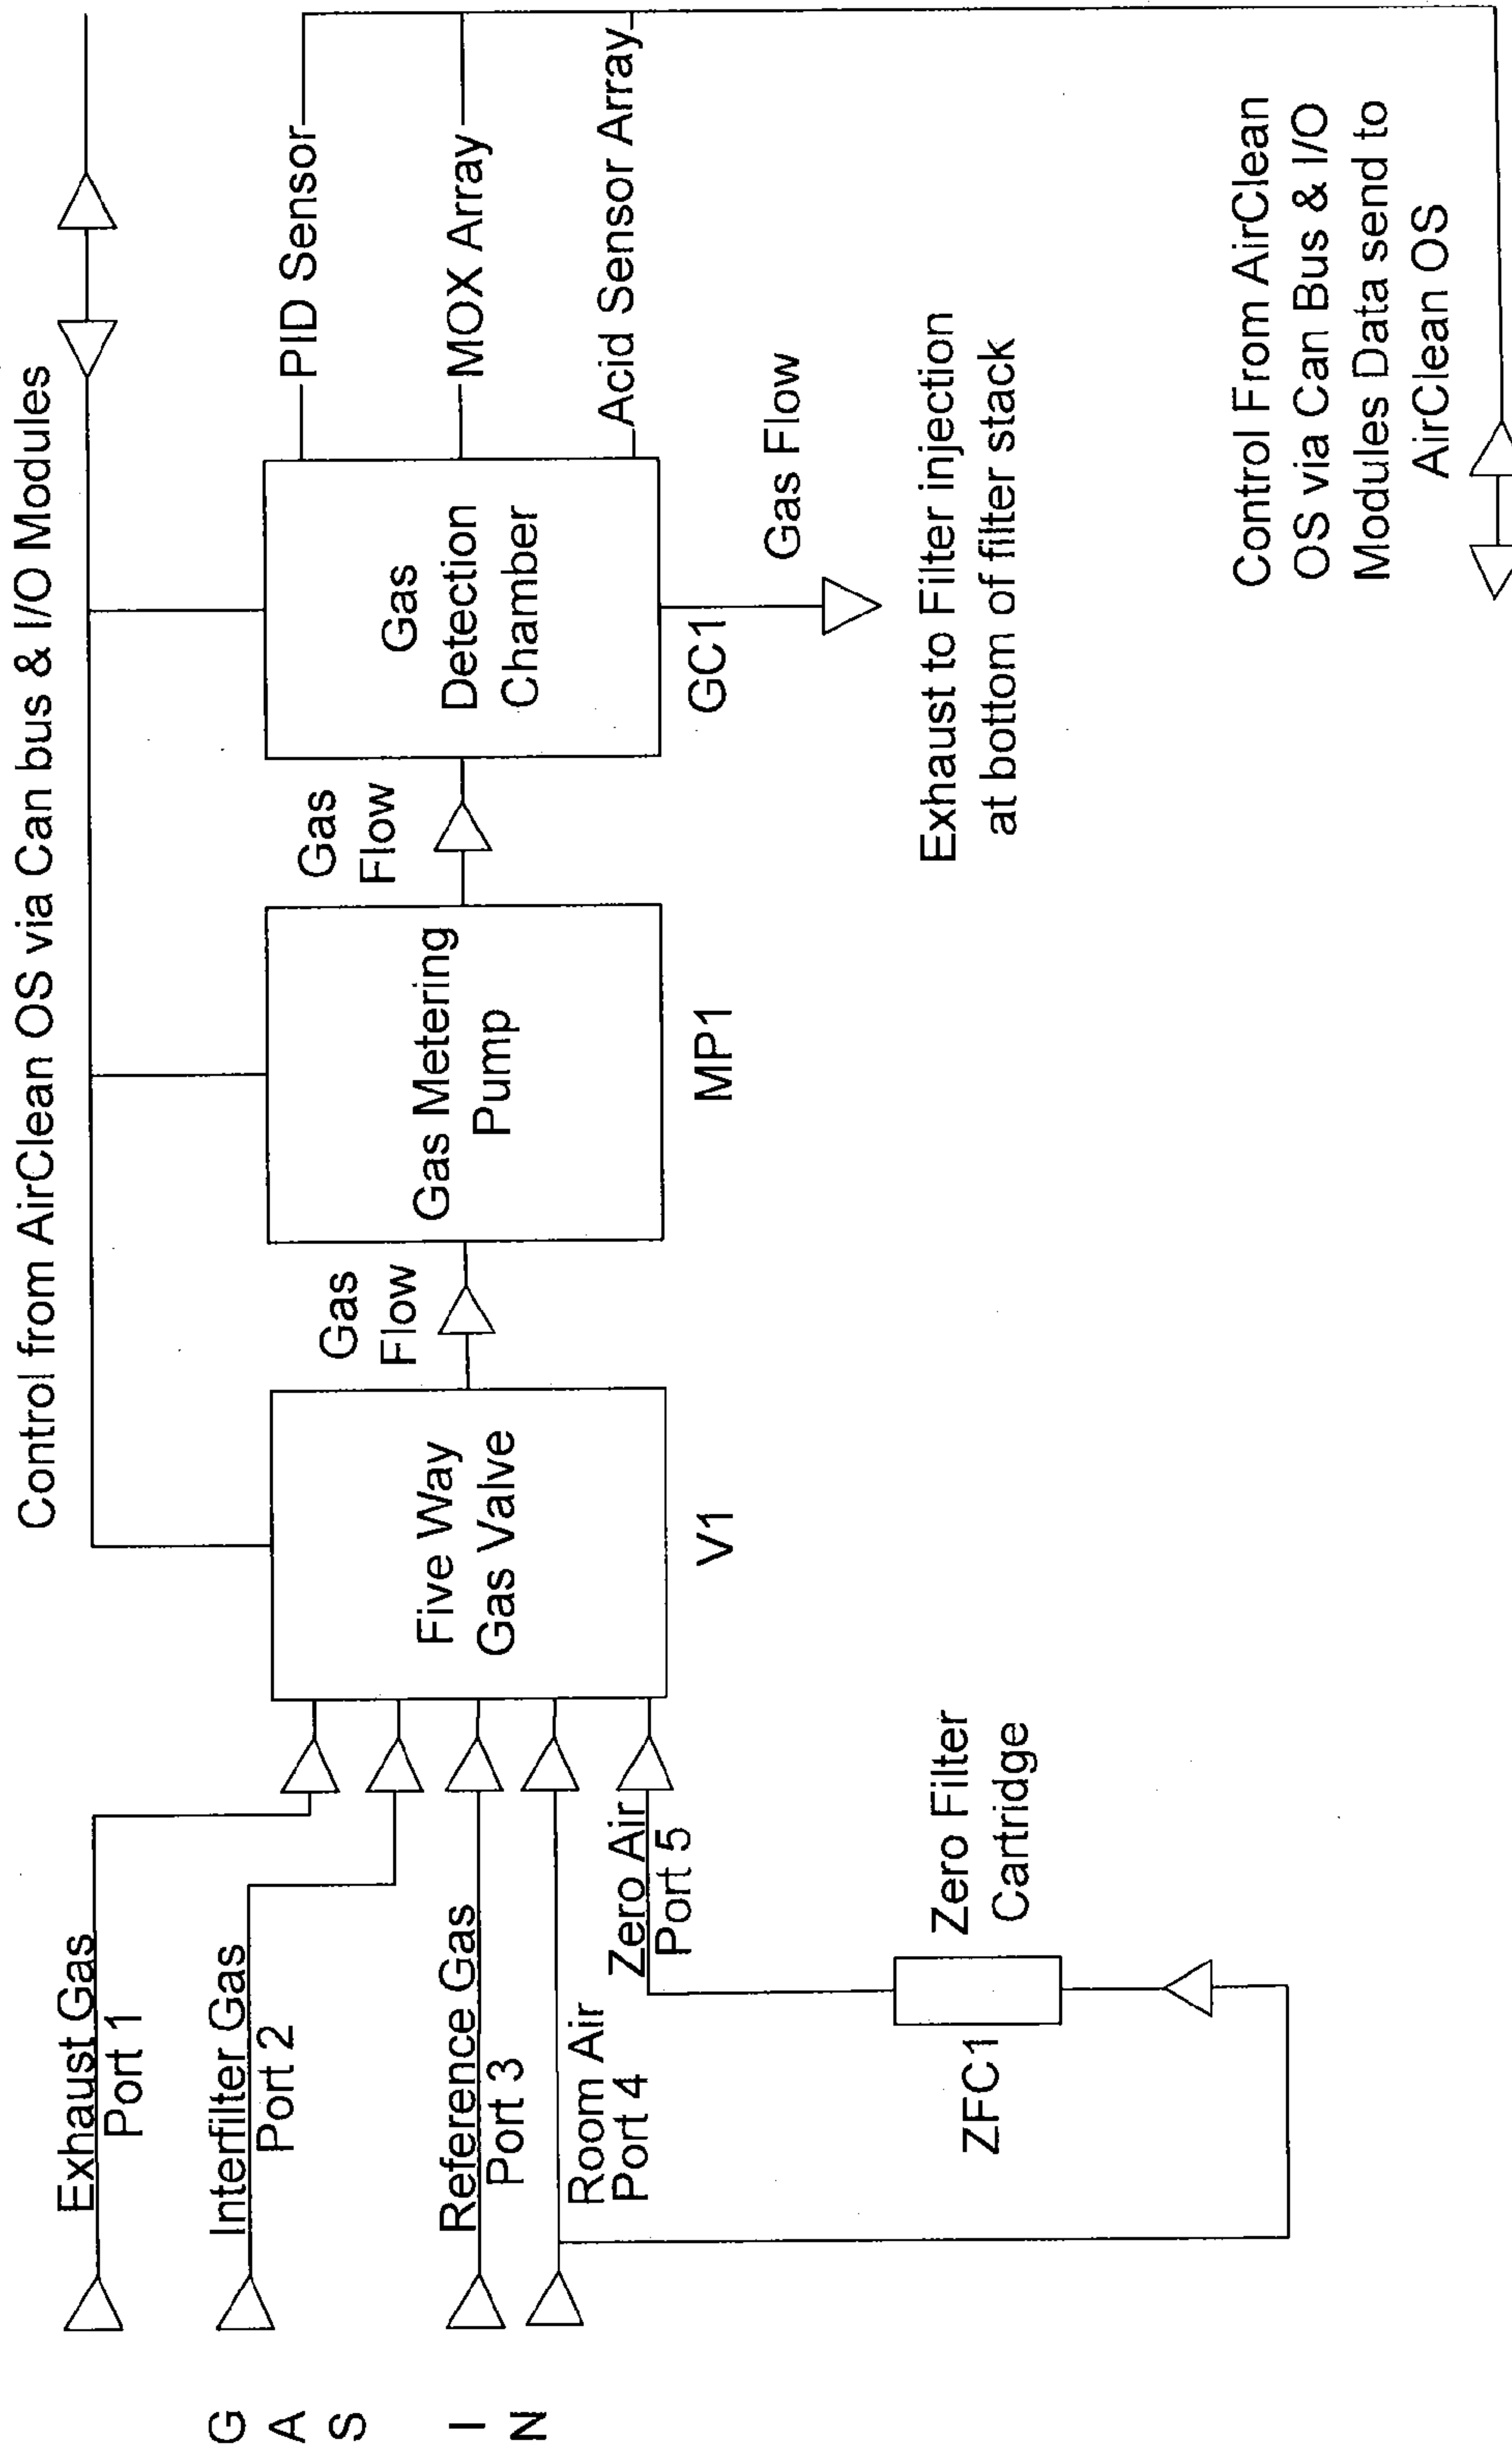 Control from AirClean OS via Can bus & I/O Modules
G
A
S
I
N
Exhaust Gas
Port 1
Interfilter Gas
Port 2
Reference Gas
Port 3
Room Air
Port 4
Zero Air
Port 5
ZFC1
Zero Filter
Cartridge
Five Way
Gas Valve
V1
Gas
Flow
Gas Metering
Pump
MP1
Gas
Flow
Gas
Detection
Chamber
GC1
Gas Flow
Exhaust to Filter injection
at bottom of filter stack
PID Sensor
MOX Array
Acid Sensor Array
Control From AirClean
OS via Can Bus & I/O
Modules Data send to
AirClean OS